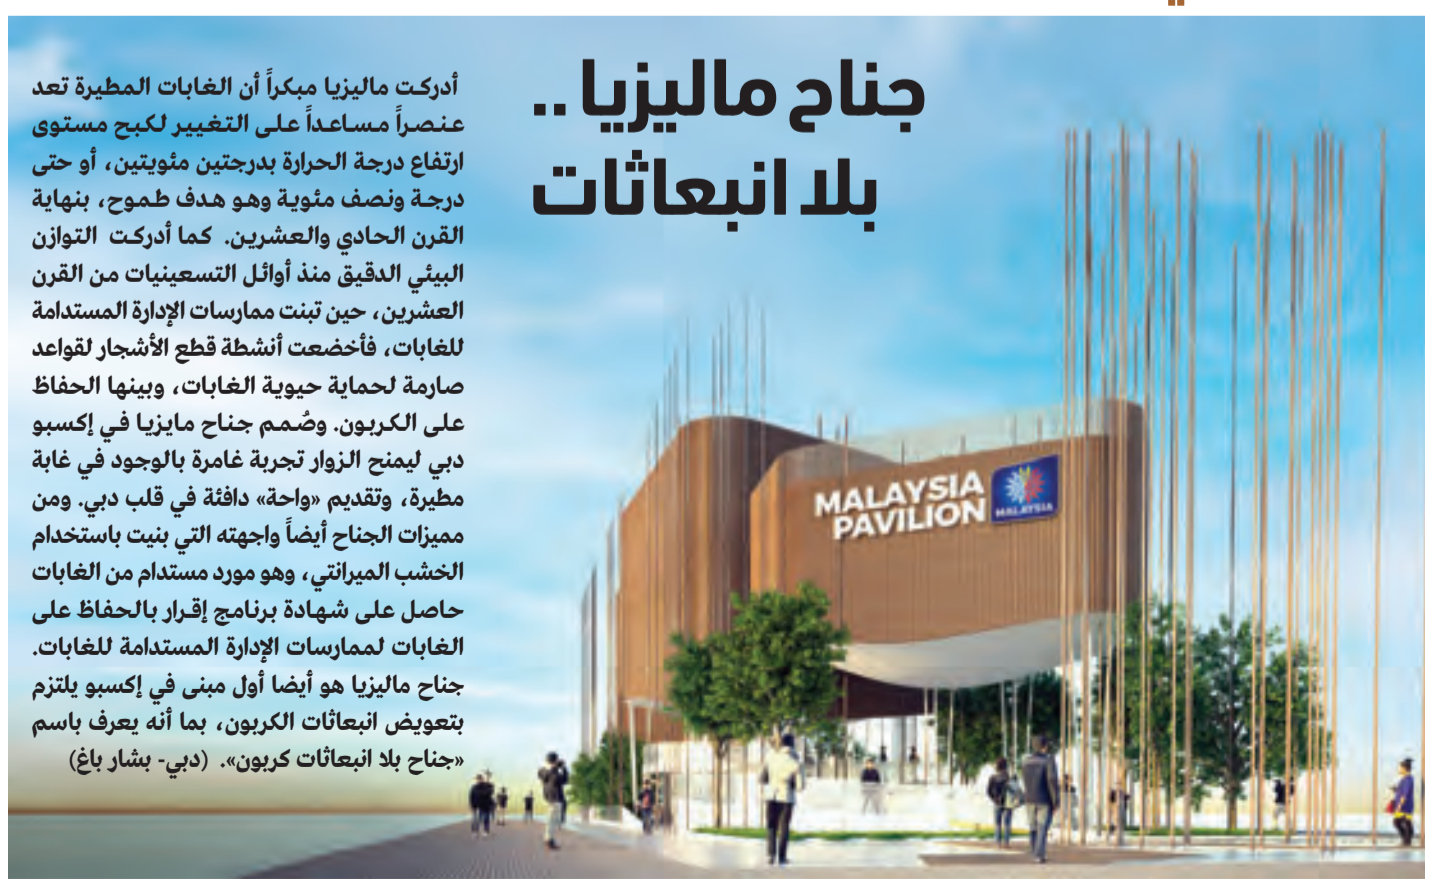 جناح ماليزيا ..
بلا انبعاثات
أدركت ماليزيا مبكراً أن الغابات المطيرة تعد
عنصراً مساعداً على التغيير لكبح مستوى
ارتفاع درجة الحرارة بدرجتين مئويتين، أو حتى
درجة ونصف مئوية وهو هدف طموح، بنهاية
القرن الحادي والعشرين. كما أدركت التوازن
البيئي الدقيق منذ أوائل التسعينيات من القرن
العشرين، حين تبنت ممارسات الإدارة المستدامة
للغابات، فأخضعت أنشطة قطع الأشجار لقواعد
صارمة لحماية حيوية الغابات، وبينها الحفاظ
على الكربون. وصُمم جناح مايزيا في إكسبو
دبي ليمنح الزوار تجربة غامرة بالوجود في غابة
مطيرة، وتقديم «واحة» دافئة في قلب دبي. ومن
مميزات الجناح أيضاً واجهته التي بنيت باستخدام
الخشب الميرانتي، وهو مورد مستدام من الغابات
حاصل على شهادة برنامج إقرار بالحفاظ على
الغابات لممارسات الإدارة المستدامة للغابات.
جناح ماليزيا هو أيضا أول مبنى في إكسبو يلتزم
بتعويض انبعاثات الكربون، بما أنه يعرف باسم
«جناح بلا انبعاثات كربون». (دبي- بشار باغ)
MALAYSIA
PAVILION
MALAYSIA